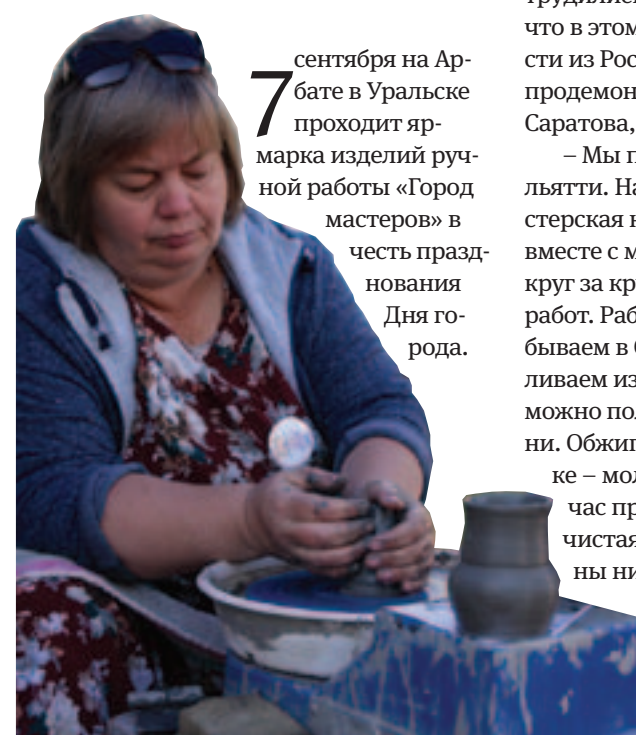 7 сентября на Ар-
бате в Уральске
проходит яр-
марка изделий руч-
ной работы «Город
мастеров» в
честь празд-
нования
Дня го-
рода.
что в этом
сти из Рос
продемон
Саратова,
– Мы п
льятти. На
стерская н
вместе с м
круг за кр
работ. Раб
бываем в
ливаем из
можно пол
ни. Обжиг
ке – мол
час пр
чистая
ны ни